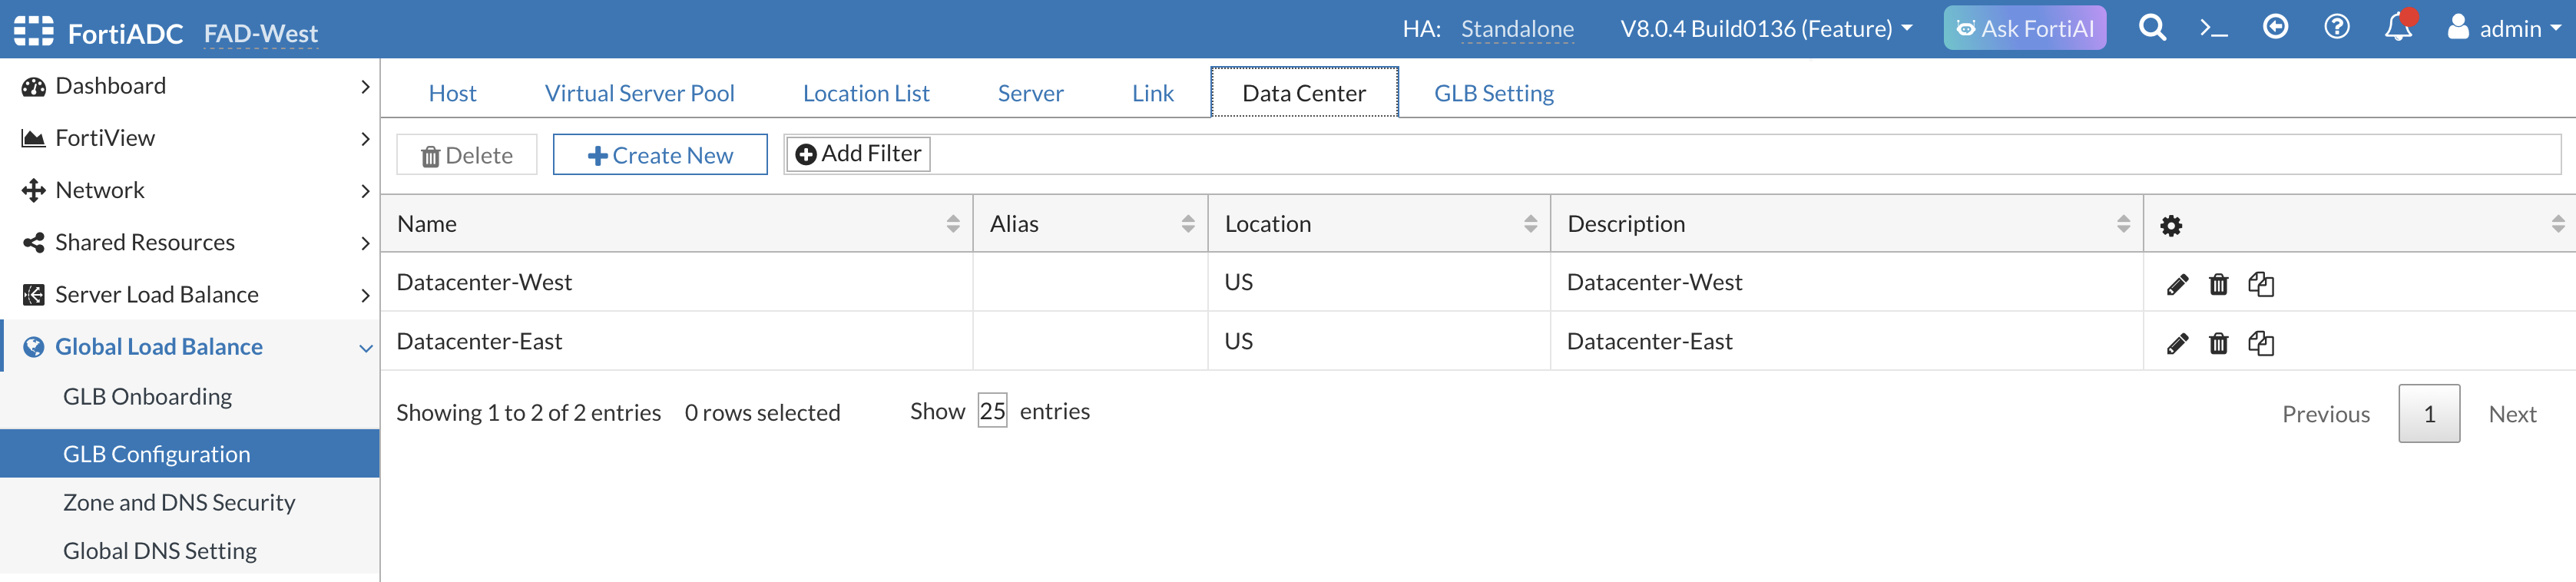 FortiADC FAD-West HA: Standalone V8.0.4 Build0136 (Feature) Ask FortiAI admin
Dashboard
FortiView
Network
Shared Resources
Server Load Balance
Global Load Balance
GLB Onboarding
GLB Configuration
Zone and DNS Security
Global DNS Setting
Host Virtual Server Pool Location List Server Link Data Center GLB Setting
Delete Create New Add Filter
Name Alias Location Description
Datacenter-West US Datacenter-West
Datacenter-East US Datacenter-East
Showing 1 to 2 of 2 entries 0 rows selected Show 25 entries Previous 1 Next